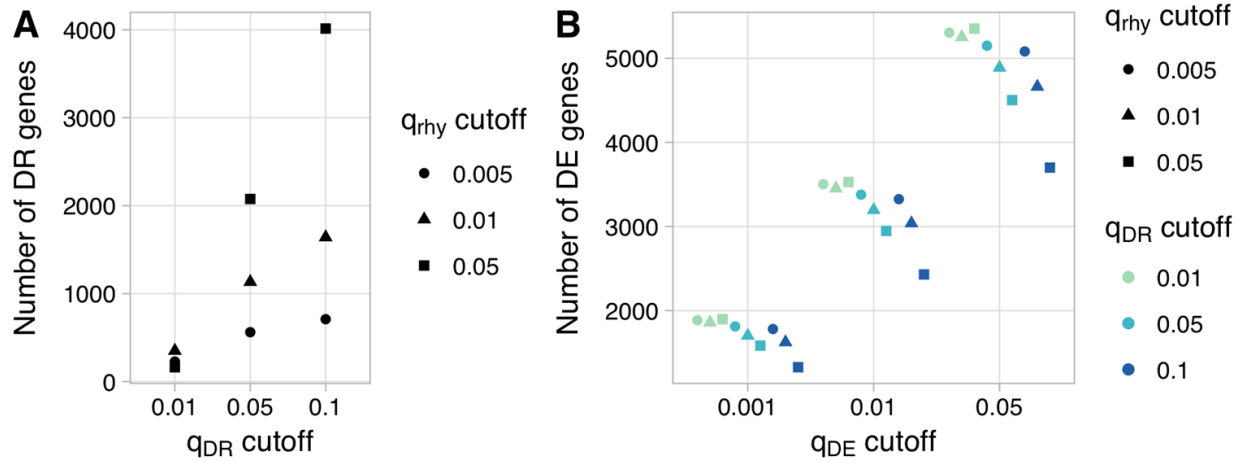 A
Number of DR genes
4000
3000
2000
1000
0
0.01 0.05 0.1
qDR cutoff
qrhy cutoff
0.005
0.01
0.05
B
Number of DE genes
5000
4000
3000
2000
0.001 0.01 0.05
qDE cutoff
qrhy cutoff
0.005
0.01
0.05
qDR cutoff
0.01
0.05
0.1